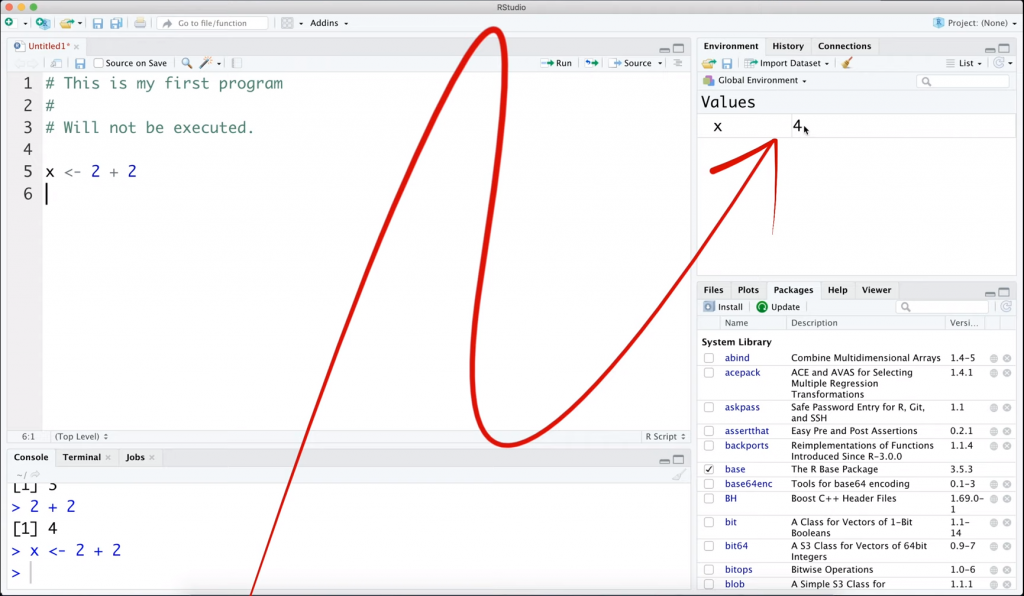 RStudio
Go to file/function
Addins
Project: (None)
Untitled1*
Source on Save
Run
Source
1 # This is my first program
2 #
3 # Will not be executed.
4
5 x <- 2 + 2
6
6:1 (Top Level) R Script
Console Terminal Jobs
~/
[1] 3
> 2 + 2
[1] 4
> x <- 2 + 2
>
Environment History Connections
Import Dataset List
Global Environment
Values
x 4
Files Plots Packages Help Viewer
Install Update
Name Description Versi...
System Library
abind Combine Multidimensional Arrays 1.4-5
acepack ACE and AVAS for Selecting 1.4.1
Multiple Regression
Transformations
askpass Safe Password Entry for R, Git, 1.1
and SSH
assertthat Easy Pre and Post Assertions 0.2.1
backports Reimplementations of Functions 1.1.4
Introduced Since R-3.0.0
base The R Base Package 3.5.3
base64enc Tools for base64 encoding 0.1-3
BH Boost C++ Header Files 1.69.0-
1
bit A Class for Vectors of 1-Bit 1.1-
Booleans 14
bit64 A S3 Class for Vectors of 64bit 0.9-7
Integers
bitops Bitwise Operations 1.0-6
blob A Simple S3 Class for 1.1.1